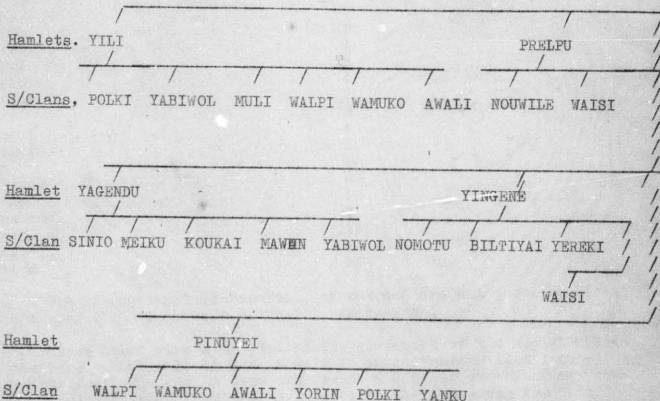 Hamlets. YILI PRELPU
S/Clans, POLKI YABIWOL MULI WALPI WAMUKO AWALI NOUWILE WAISI
Hamlet YAGENDU YINGENE
S/Clan SINIO MEIKU KOUKAI YABIWOL NOMOTU BILTIYAI YEREKI
WAISI
Hamlet PINUYEI
S/Clan WALPI WAMUKO AWALI YORIN POLKI YANKU